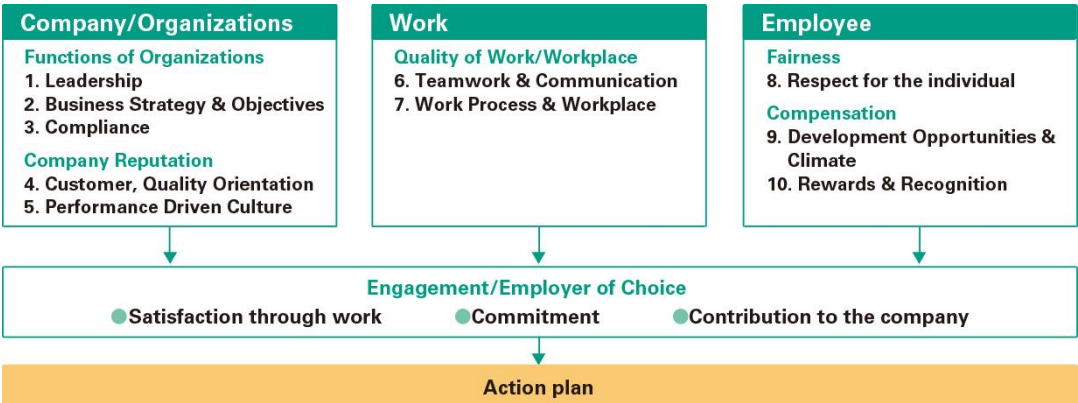 Company/Organizations
Functions of Organizations
1. Leadership
2. Business Strategy & Objectives
3. Compliance
Company Reputation
4. Customer, Quality Orientation
5. Performance Driven Culture
Work
Quality of Work/Workplace
6. Teamwork & Communication
7. Work Process & Workplace
Employee
Fairness
8. Respect for the individual
Compensation
9. Development Opportunities &
Climate
10. Rewards & Recognition
Engagement/Employer of Choice
Satisfaction through work
Commitment
Contribution to the company
Action plan